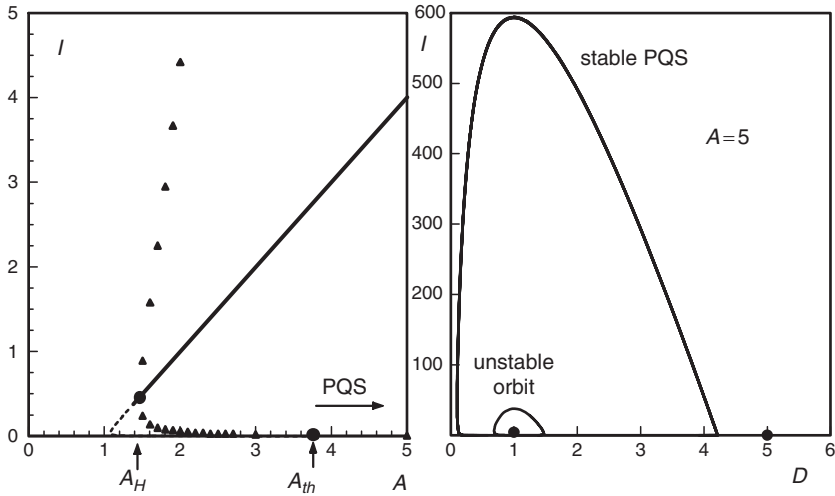 5
I
4
3
2
1
PQS
0
0 1 2 3 4 5
A_H A_th A
600
I
stable PQS
500
A=5
400
300
200
unstable
orbit
100
0 1 2 3 4 5 6
D